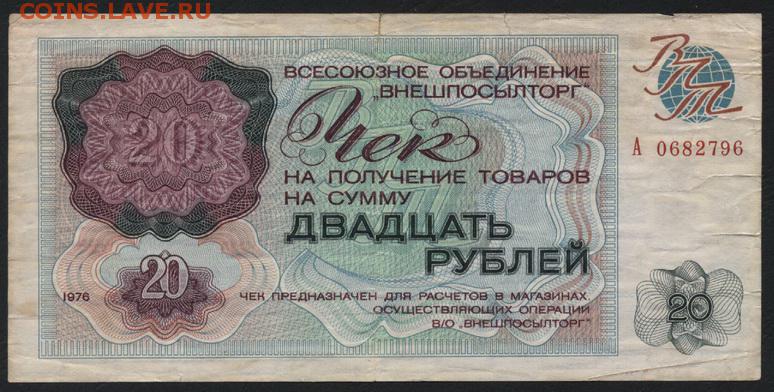 COINS.LAVE.RU
ВСЕСОЮЗНОЕ ОБЪЕДИНЕНИЕ
„ВНЕШПОСЫЛТОРГ"
ВПТ
Чек
А 0682796
20
НА ПОЛУЧЕНИЕ ТОВАРОВ
НА СУММУ
ДВАДЦАТЬ
РУБЛЕЙ
20
1976
ЧЕК ПРЕДНАЗНАЧЕН ДЛЯ РАСЧЕТОВ В МАГАЗИНАХ,
ОСУЩЕСТВЛЯЮЩИХ ОПЕРАЦИИ
В/О „ВНЕШПОСЫЛТОРГ"
20